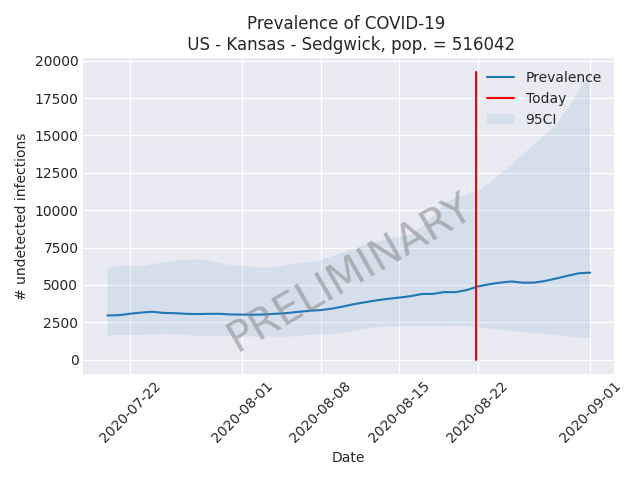 Prevalence of COVID-19
US - Kansas - Sedgwick, pop. = 516042
20000
17500
15000
12500
10000
7500
5000
2500
0
# undetected infections
Prevalence
Today
95CI
PRELIMINARY
2020-07-22
2020-08-01
2020-08-08
2020-08-15
2020-08-22
2020-09-01
Date